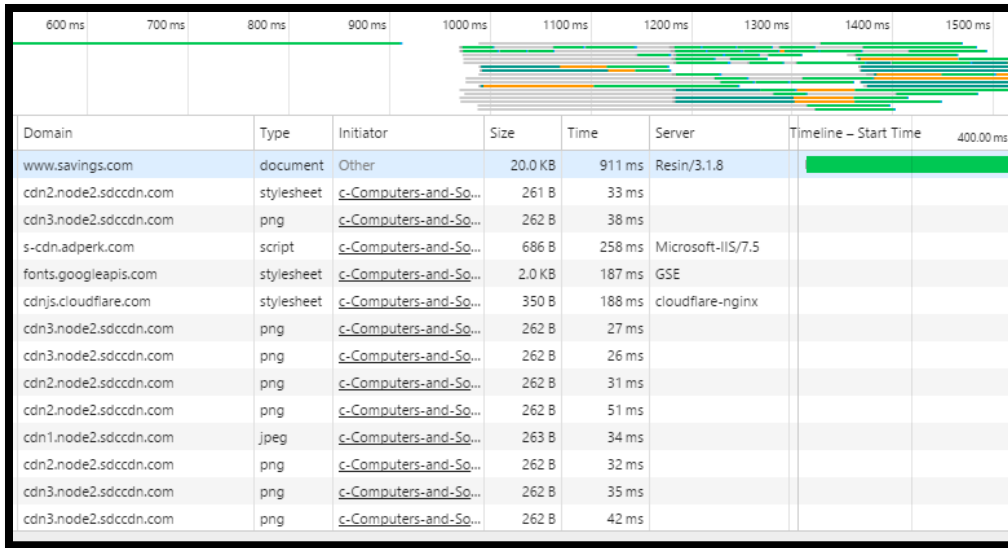 600 ms 700 ms 800 ms 900 ms 1000 ms 1100 ms 1200 ms 1300 ms 1400 ms 1500 ms
Domain Type Initiator Size Time Server Timeline – Start Time 400.00 ms
www.savings.com document Other 20.0 KB 911 ms Resin/3.1.8
cdn2.node2.sdccdn.com stylesheet c-Computers-and-So... 261 B 33 ms
cdn3.node2.sdccdn.com png c-Computers-and-So... 262 B 38 ms
s-cdn.adperk.com script c-Computers-and-So... 686 B 258 ms Microsoft-IIS/7.5
fonts.googleapis.com stylesheet c-Computers-and-So... 2.0 KB 187 ms GSE
cdnjs.cloudflare.com stylesheet c-Computers-and-So... 350 B 188 ms cloudflare-nginx
cdn3.node2.sdccdn.com png c-Computers-and-So... 262 B 27 ms
cdn3.node2.sdccdn.com png c-Computers-and-So... 262 B 26 ms
cdn2.node2.sdccdn.com png c-Computers-and-So... 262 B 31 ms
cdn2.node2.sdccdn.com png c-Computers-and-So... 262 B 51 ms
cdn1.node2.sdccdn.com jpeg c-Computers-and-So... 263 B 34 ms
cdn2.node2.sdccdn.com png c-Computers-and-So... 262 B 32 ms
cdn3.node2.sdccdn.com png c-Computers-and-So... 262 B 35 ms
cdn3.node2.sdccdn.com png c-Computers-and-So... 262 B 42 ms